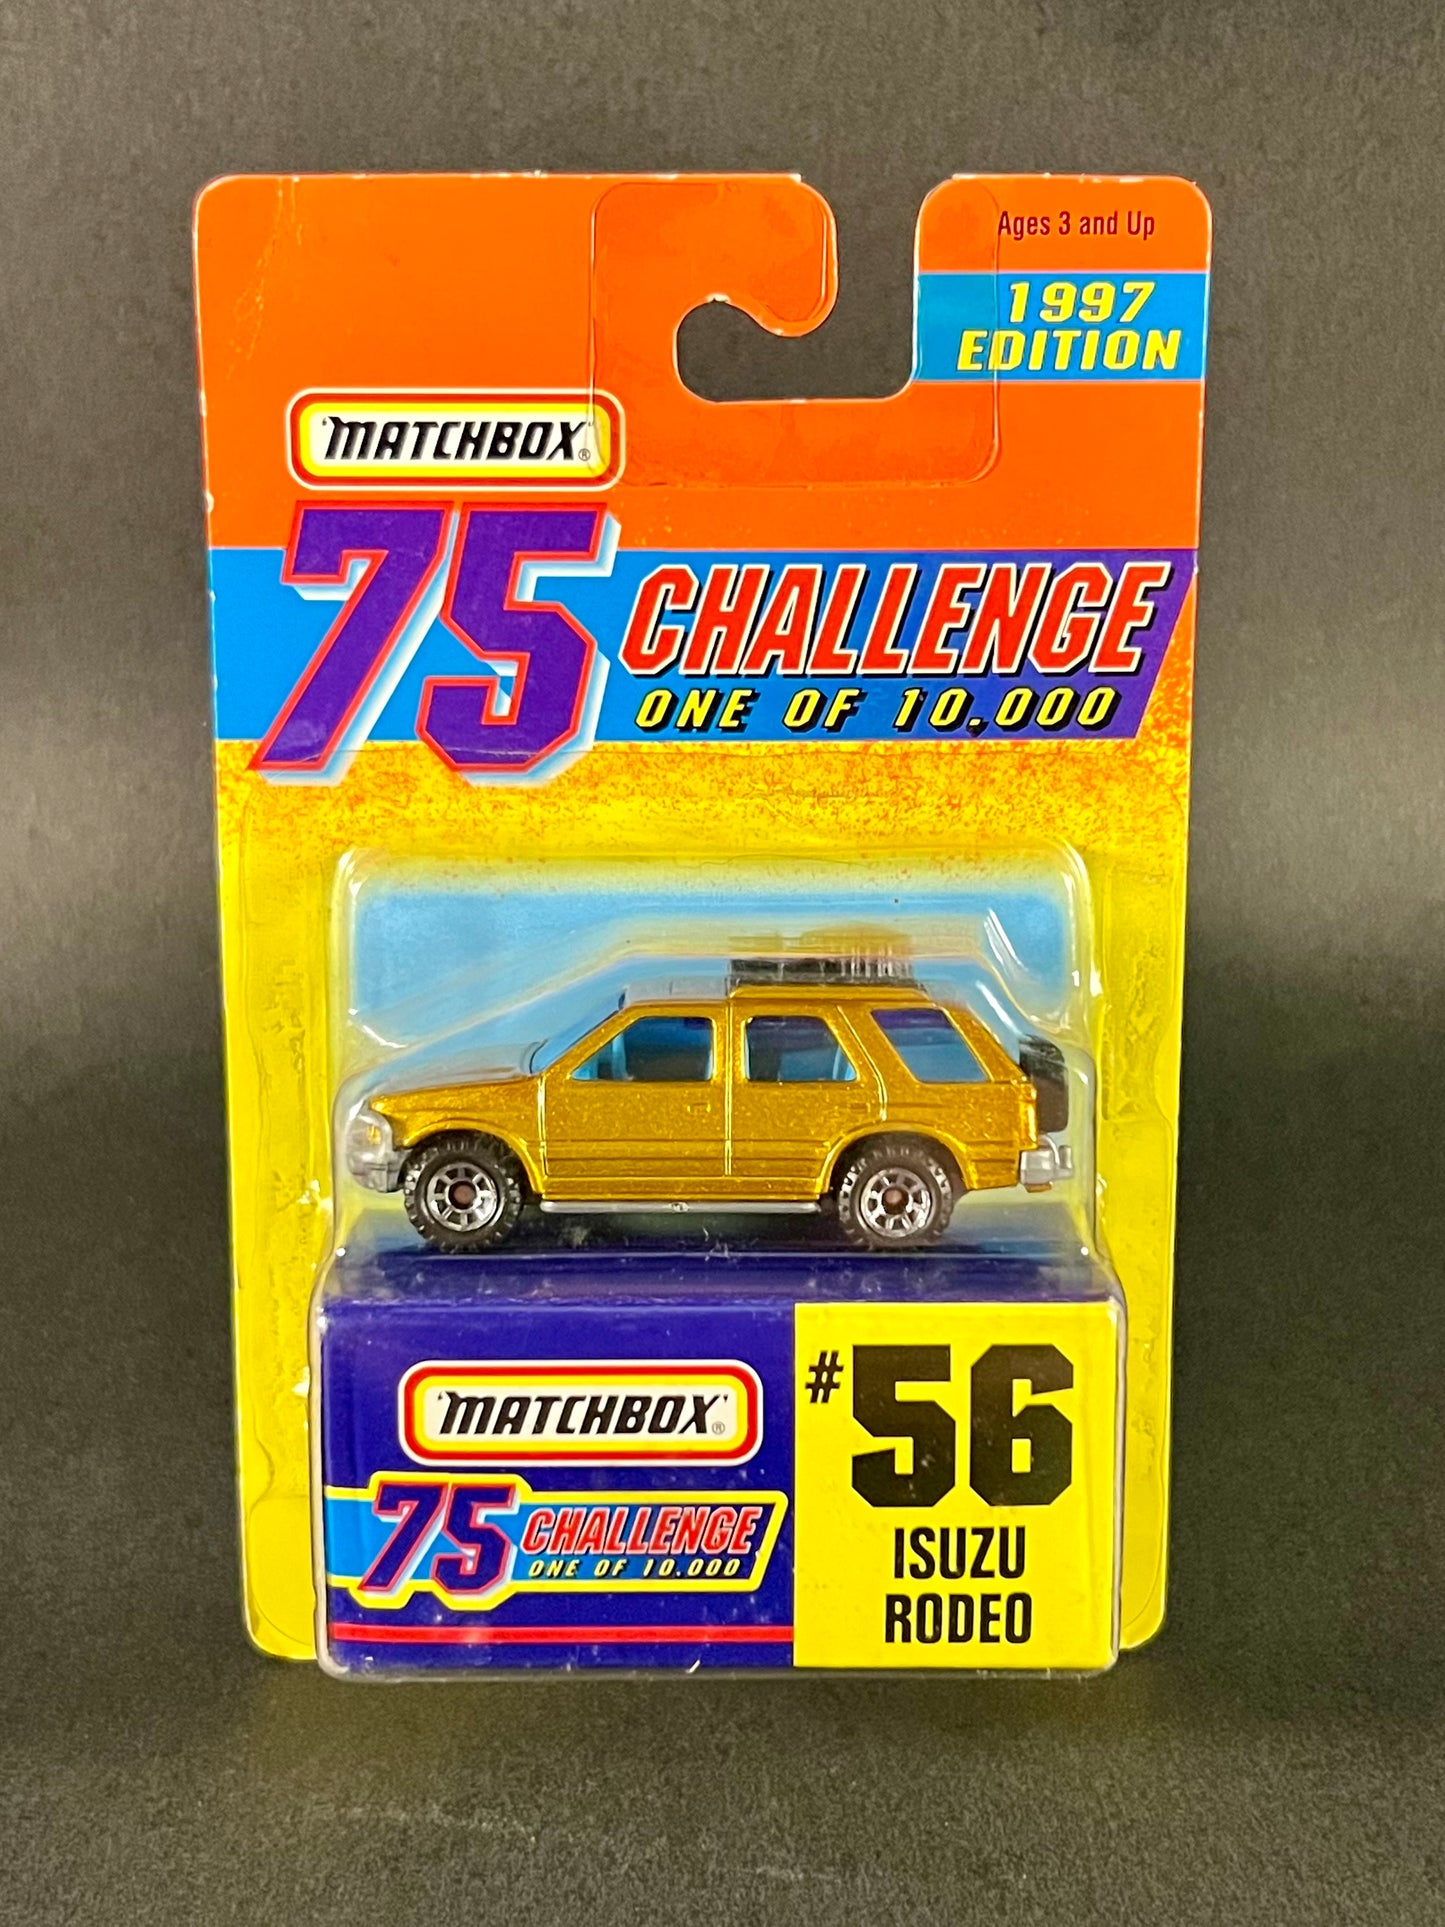 Ages 3 and Up
1997
EDITION
'MATCHBOX'®
75 CHALLENGE
ONE OF 10,000
'MATCHBOX'®
75 CHALLENGE
ONE OF 10,000
#56
ISUZU
RODEO